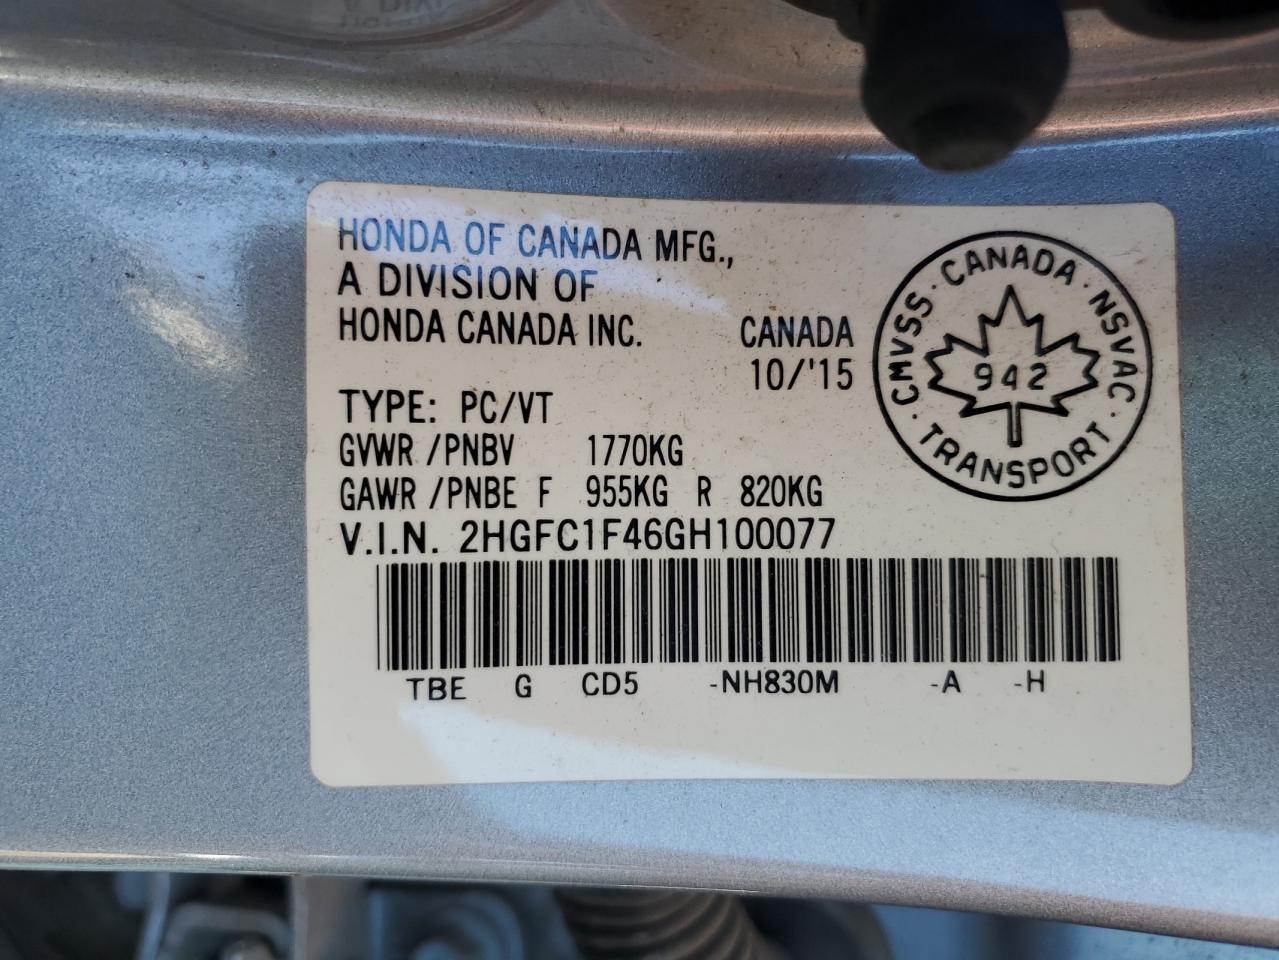 HONDA OF CANADA MFG.,
A DIVISION OF
HONDA CANADA INC.
CANADA
10/'15
CMVSS · CANADA · NSVAC · TRANSPORT ·
942
TYPE: PC/VT
GVWR /PNBV 1770KG
GAWR /PNBE F 955KG R 820KG
V.I.N. 2HGFC1F46GH100077
TBE G CD5 -NH830M -A -H